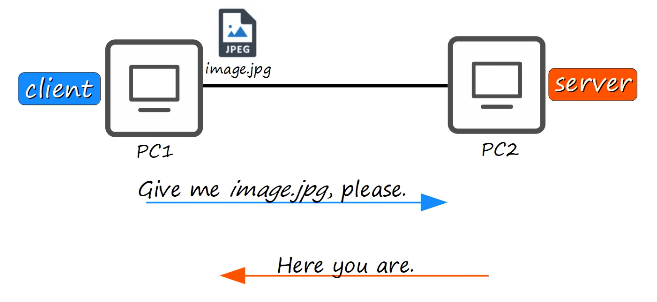 JPEG
image.jpg
client
server
PC1
PC2
Give me image.jpg, please.
Here you are.